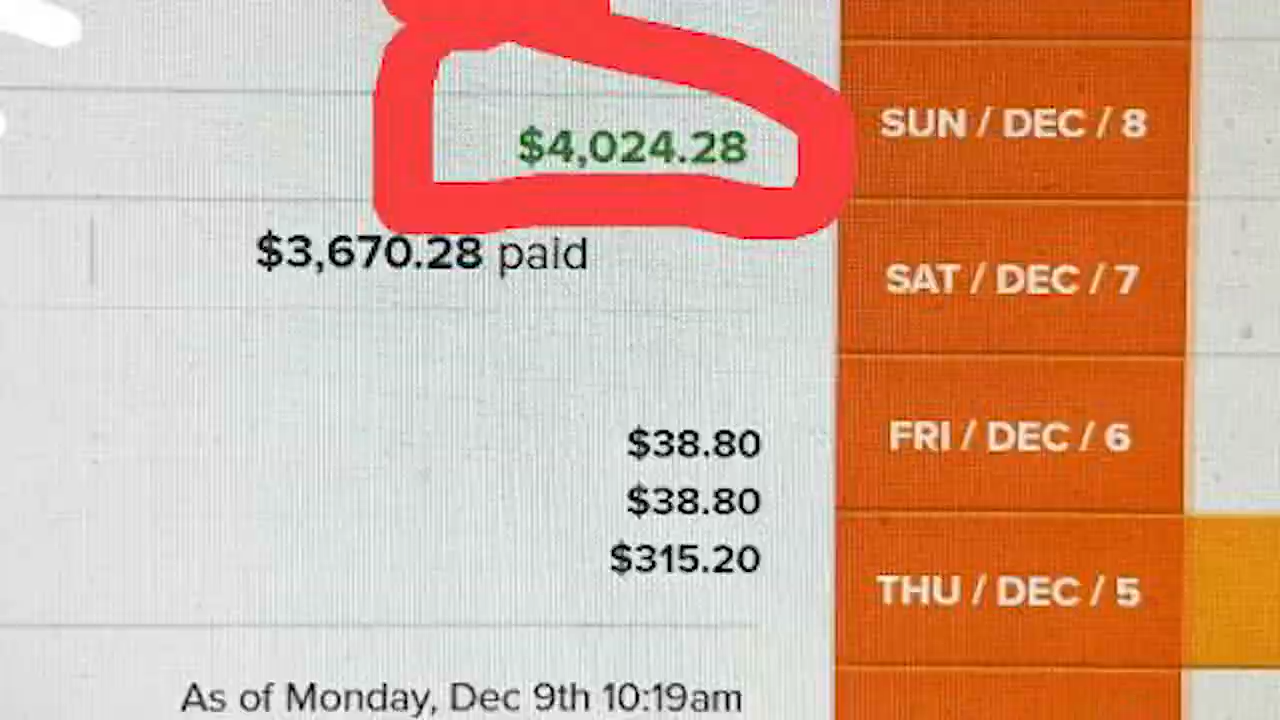 $4,024.28
$3,670.28 paid
$38.80
$38.80
$315.20
As of Monday, Dec 9th 10:19am
SUN / DEC / 8
SAT / DEC / 7
FRI / DEC / 6
THU / DEC / 5